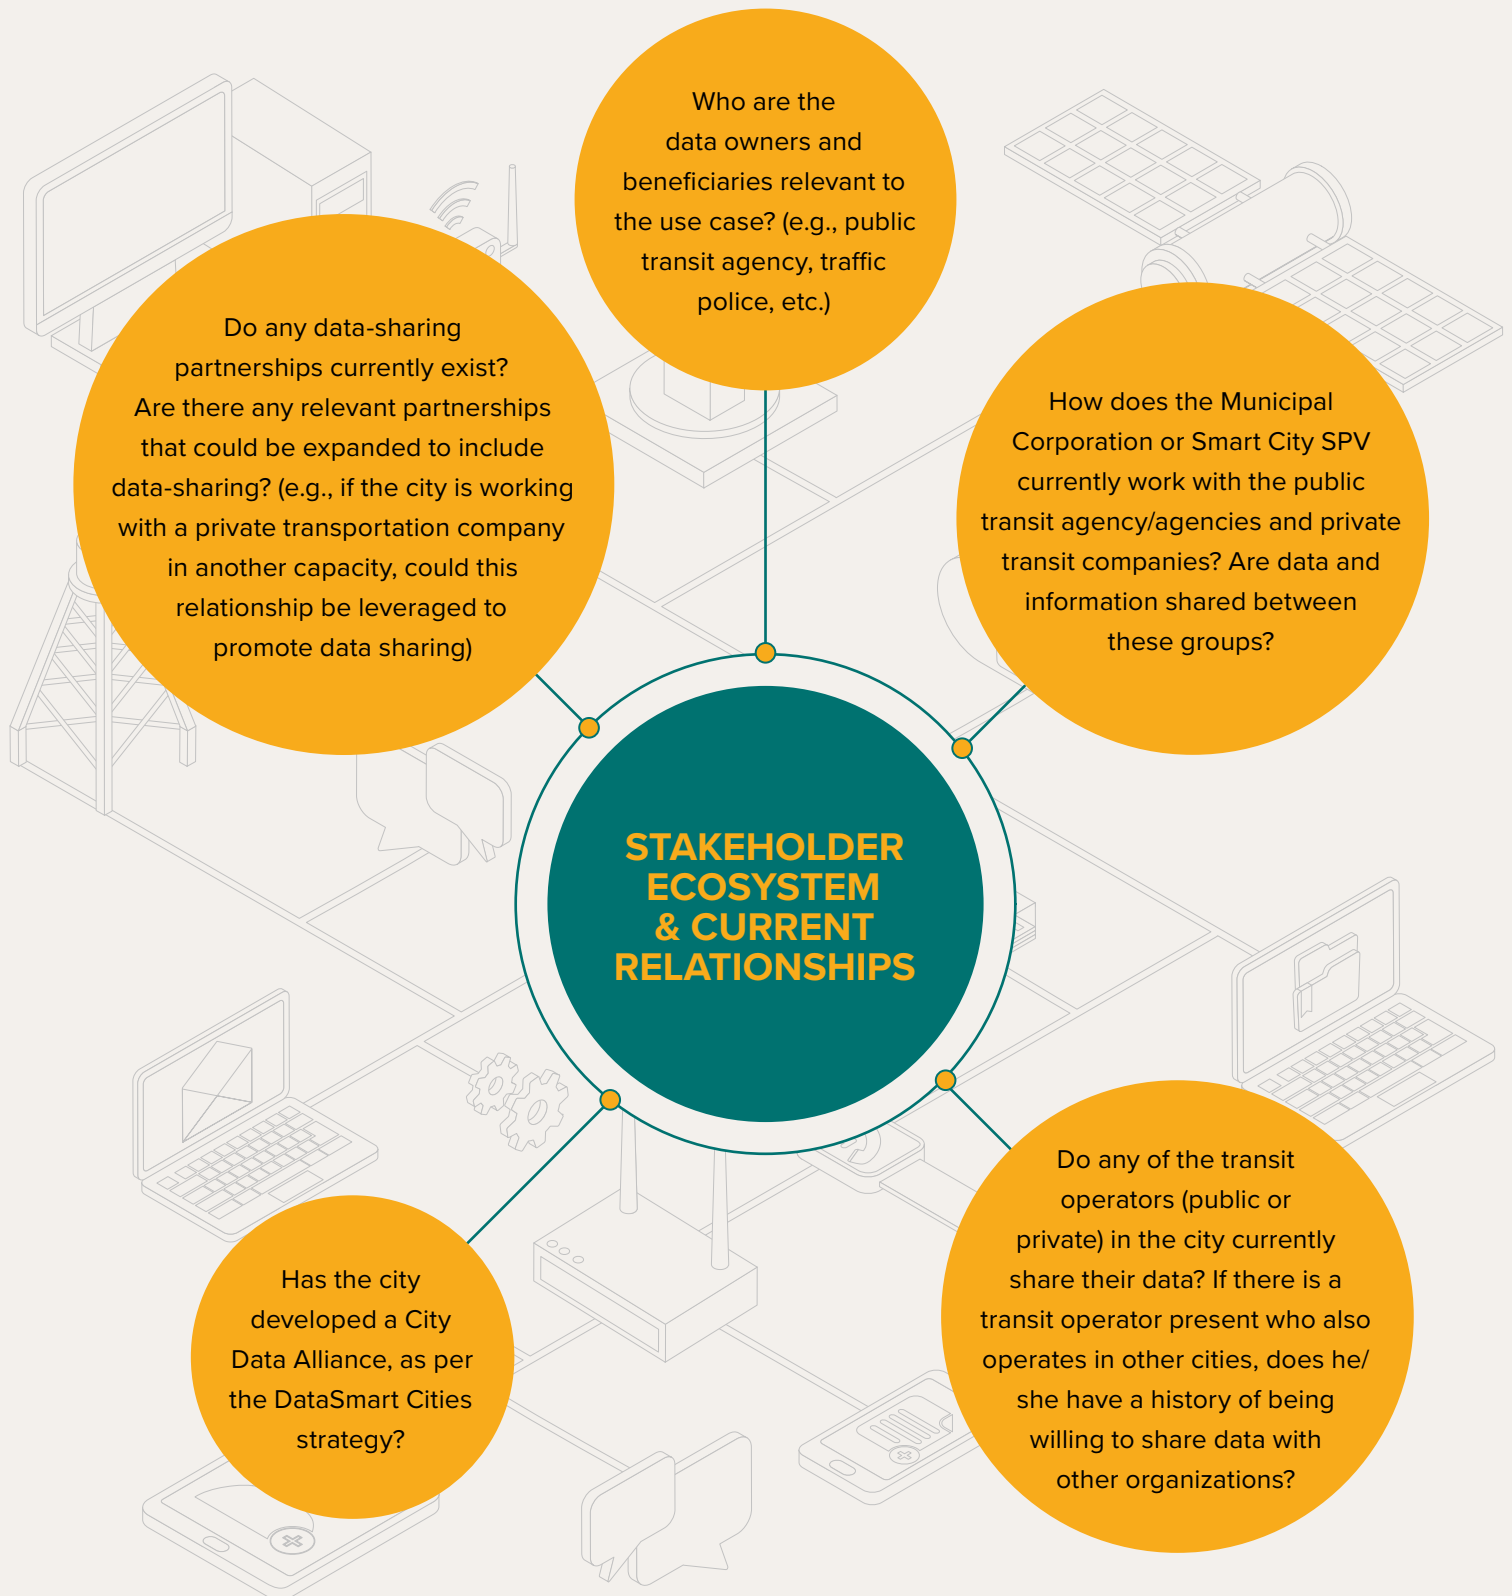 Who are the
data owners and
beneficiaries relevant to
the use case? (e.g., public
transit agency, traffic
police, etc.)
Do any data-sharing
partnerships currently exist?
Are there any relevant partnerships
that could be expanded to include
data-sharing? (e.g., if the city is working
with a private transportation company
in another capacity, could this
relationship be leveraged to
promote data sharing)
How does the Municipal
Corporation or Smart City SPV
currently work with the public
transit agency/agencies and private
transit companies? Are data and
information shared between
these groups?
STAKEHOLDER
ECOSYSTEM
& CURRENT
RELATIONSHIPS
Has the city
developed a City
Data Alliance, as per
the DataSmart Cities
strategy?
Do any of the transit
operators (public or
private) in the city currently
share their data? If there is a
transit operator present who also
operates in other cities, does he/
she have a history of being
willing to share data with
other organizations?